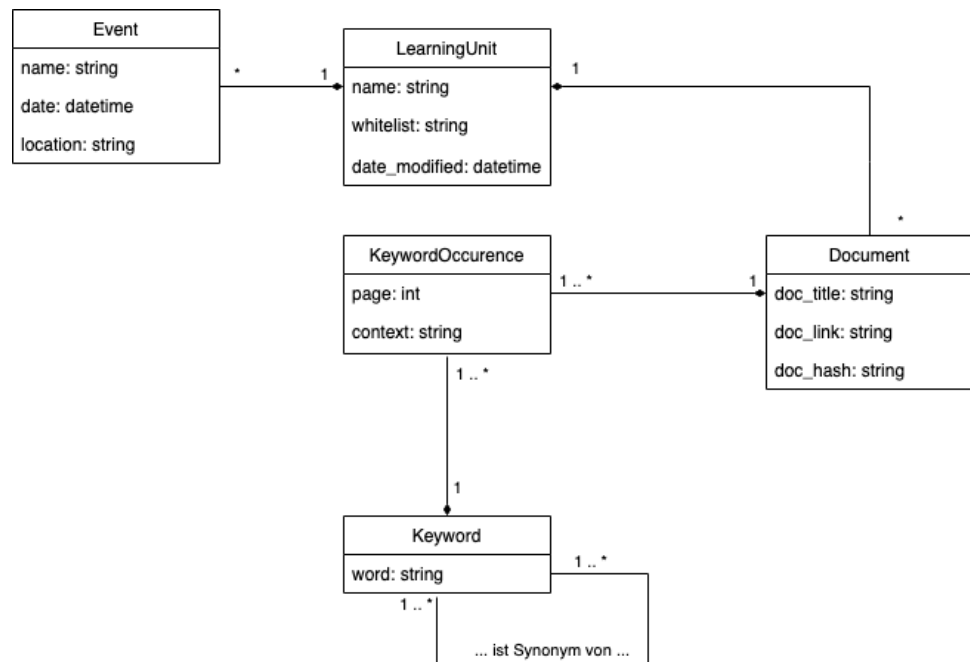 Event
name: string
date: datetime
location: string
*
1
LearningUnit
name: string
whitelist: string
date_modified: datetime
1
*
KeywordOccurence
page: int
context: string
1 .. *
1
Document
doc_title: string
doc_link: string
doc_hash: string
1 .. *
1
Keyword
word: string
1 .. *
1 .. *
... ist Synonym von ...